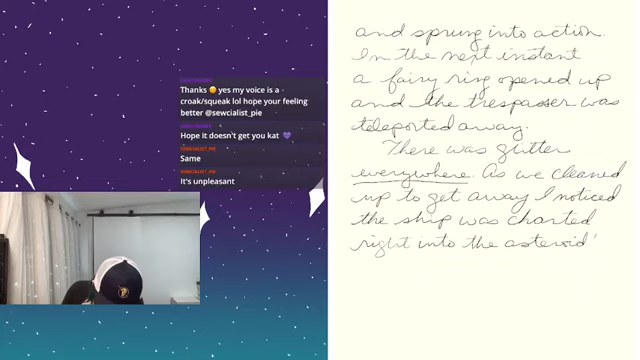 Thanks 😀 yes my voice is a
croak/squeak lol hope your feeling
better @sewcialist_pie
Hope it doesn't get you kat 💜
SEWCIALIST_PIE
Same
SEWCIALIST_PIE
It's unpleasant
and sprung into action.
In the next instant
a fairy ring opened up
and the trespasser was
teleported away.
There was glitter
everywhere. As we cleaned
up to get away I noticed
the ship was charted
right into the asteroid'